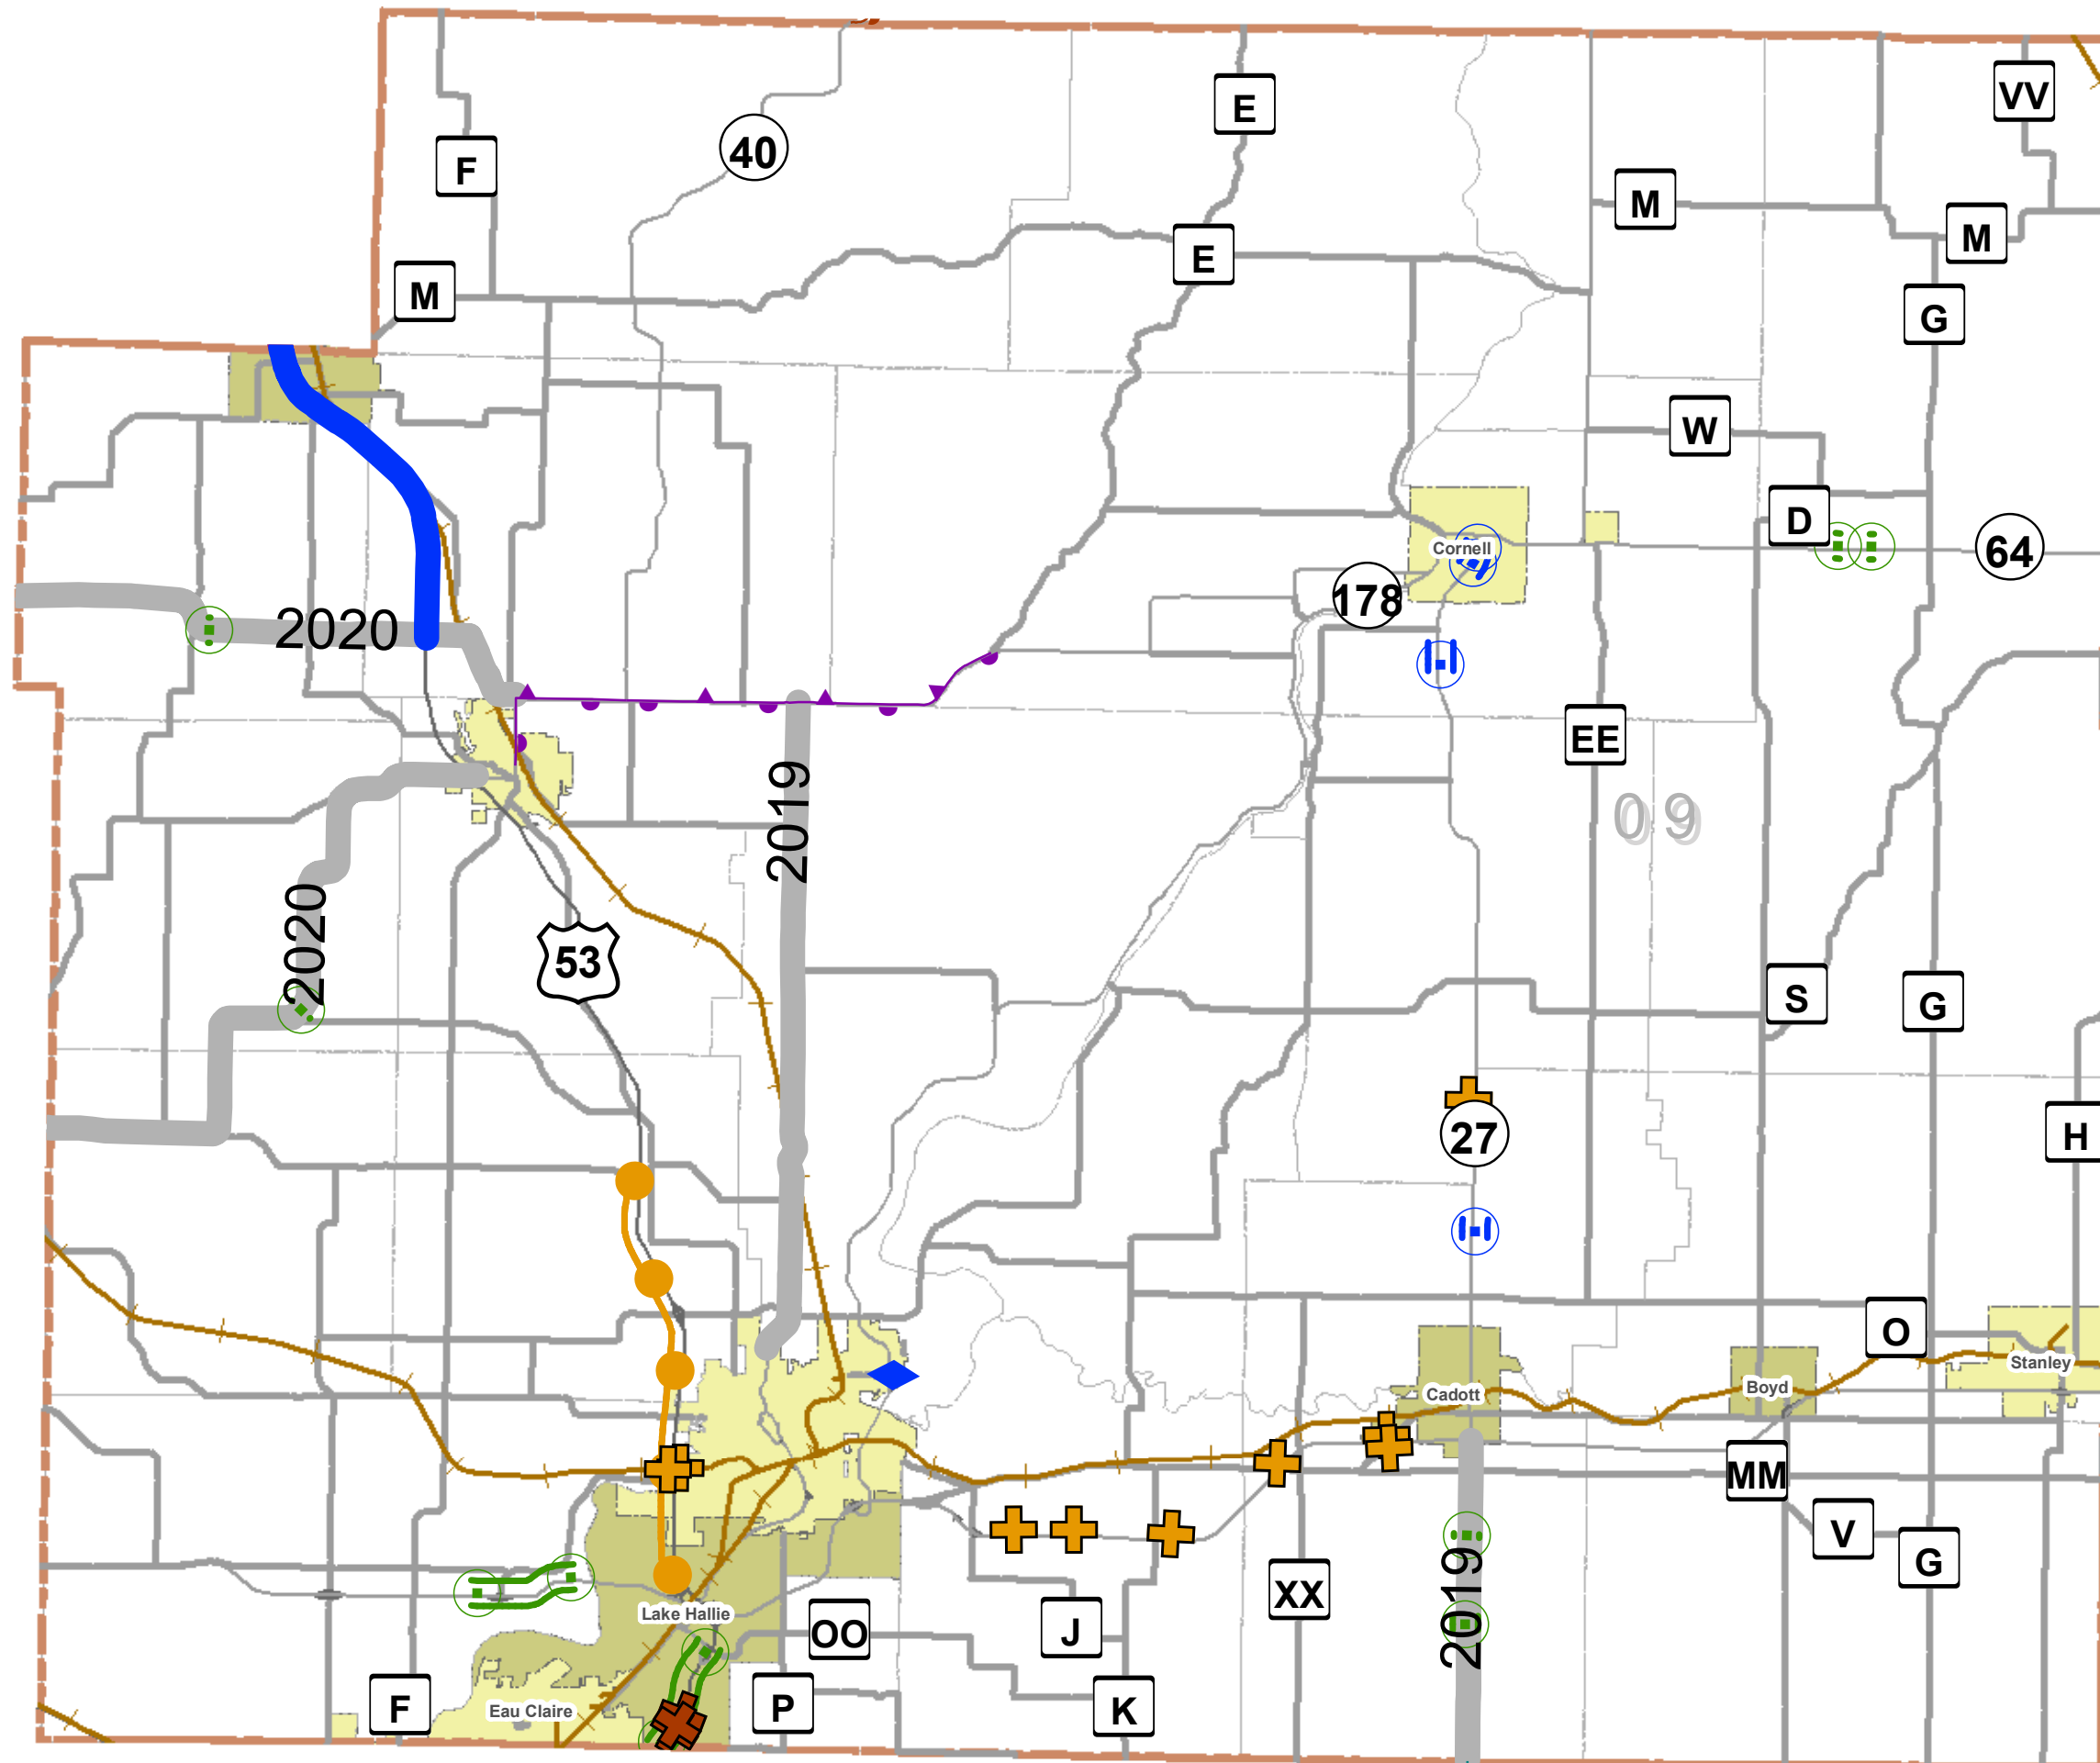 VV
E
40
F
M
E
M
M
G
W
D
64
Cornell
178
2020
EE
2019
09
2020
53
S
G
27
H
O
Stanley
Boyd
Cadott
MM
V
G
XX
2019
Lake Hallie
OO
J
F
Eau Claire
P
K